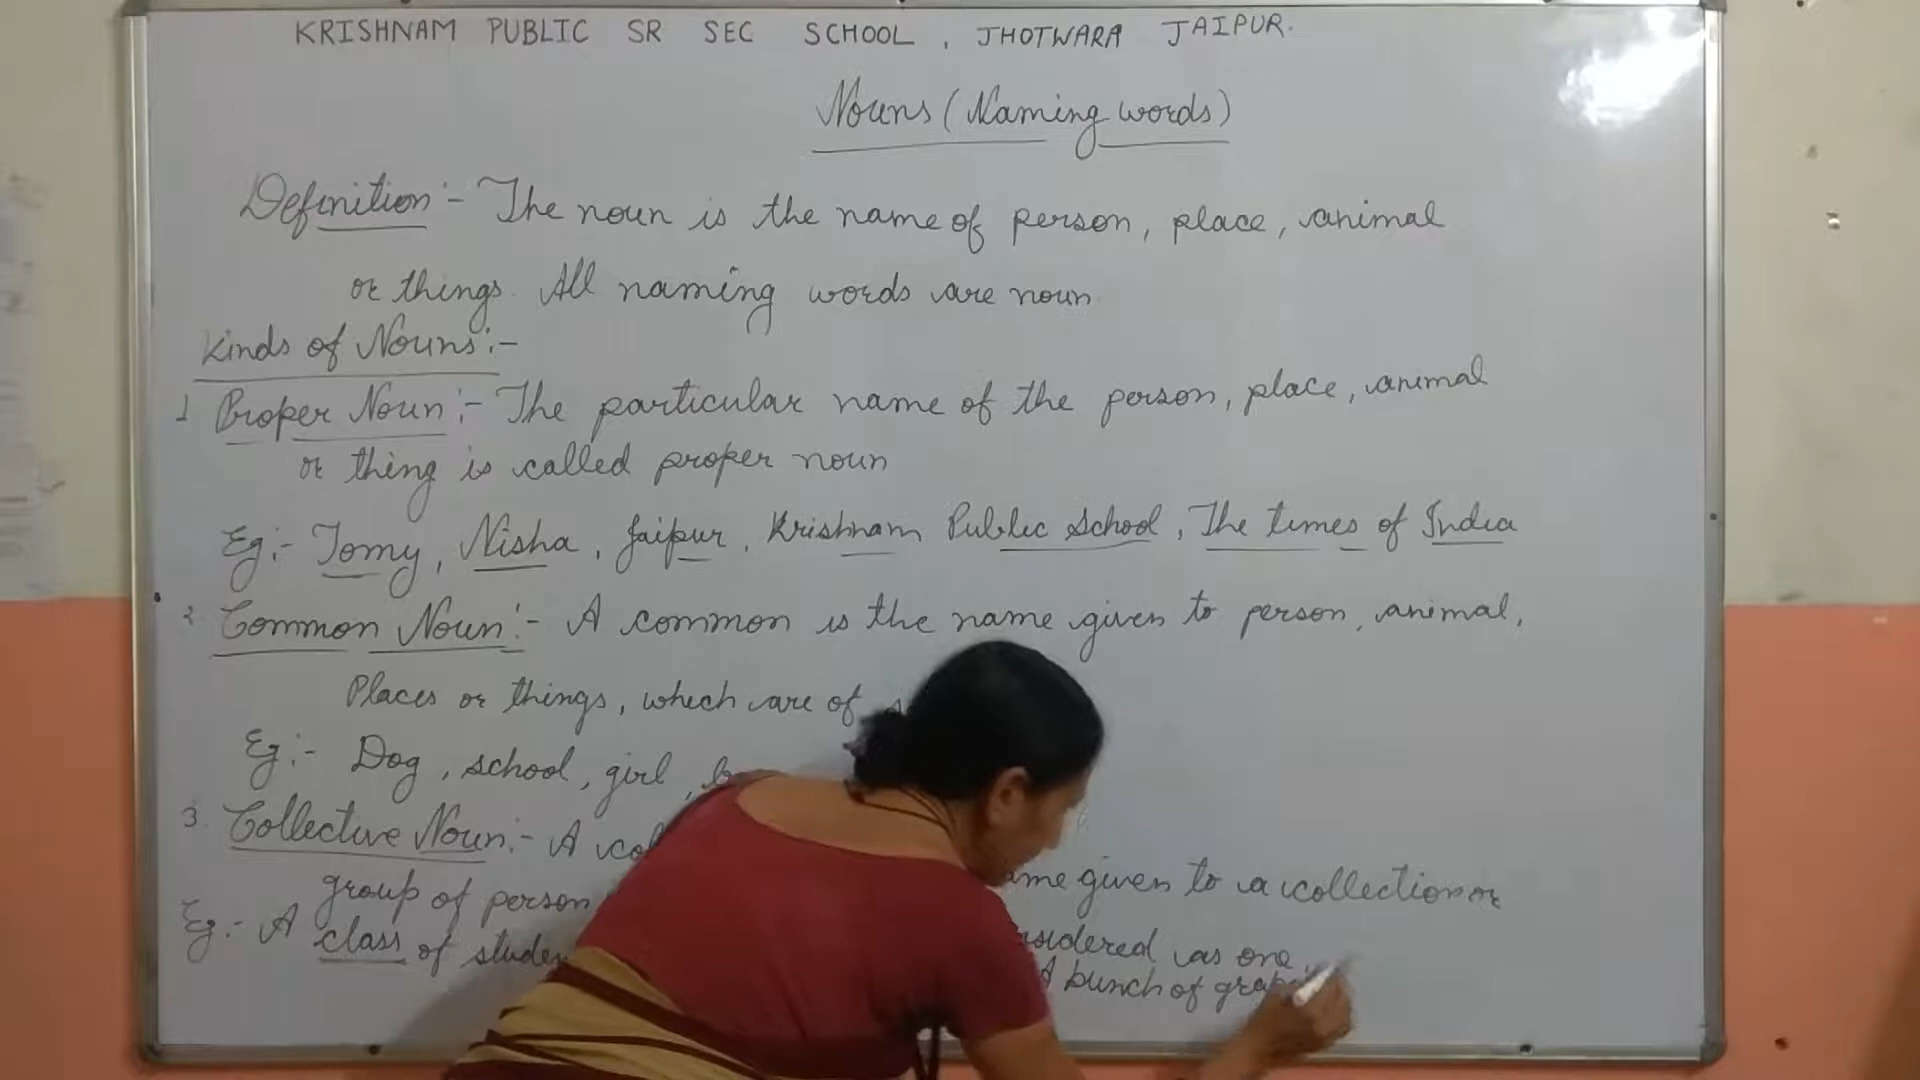 KRISHNAM PUBLIC SR SEC SCHOOL , JHOTWARA JAIPUR.
Nouns (Naming words)
Definition :- The noun is the name of person, place, animal
or things. All naming words are noun
Kinds of Nouns :-
1 Proper Noun :- The particular name of the person, place, animal
or thing is called proper noun
Eg :- Tomy, Nisha, Jaipur, Krishnam Public School, The times of India
2 Common Noun :- A common is the name given to person, animal,
Places or things, which are of
Eg :- Dog, school, girl,
3. Collective Noun :- A given to a collection or
group of person as one.
Eg :- A class of A bunch of